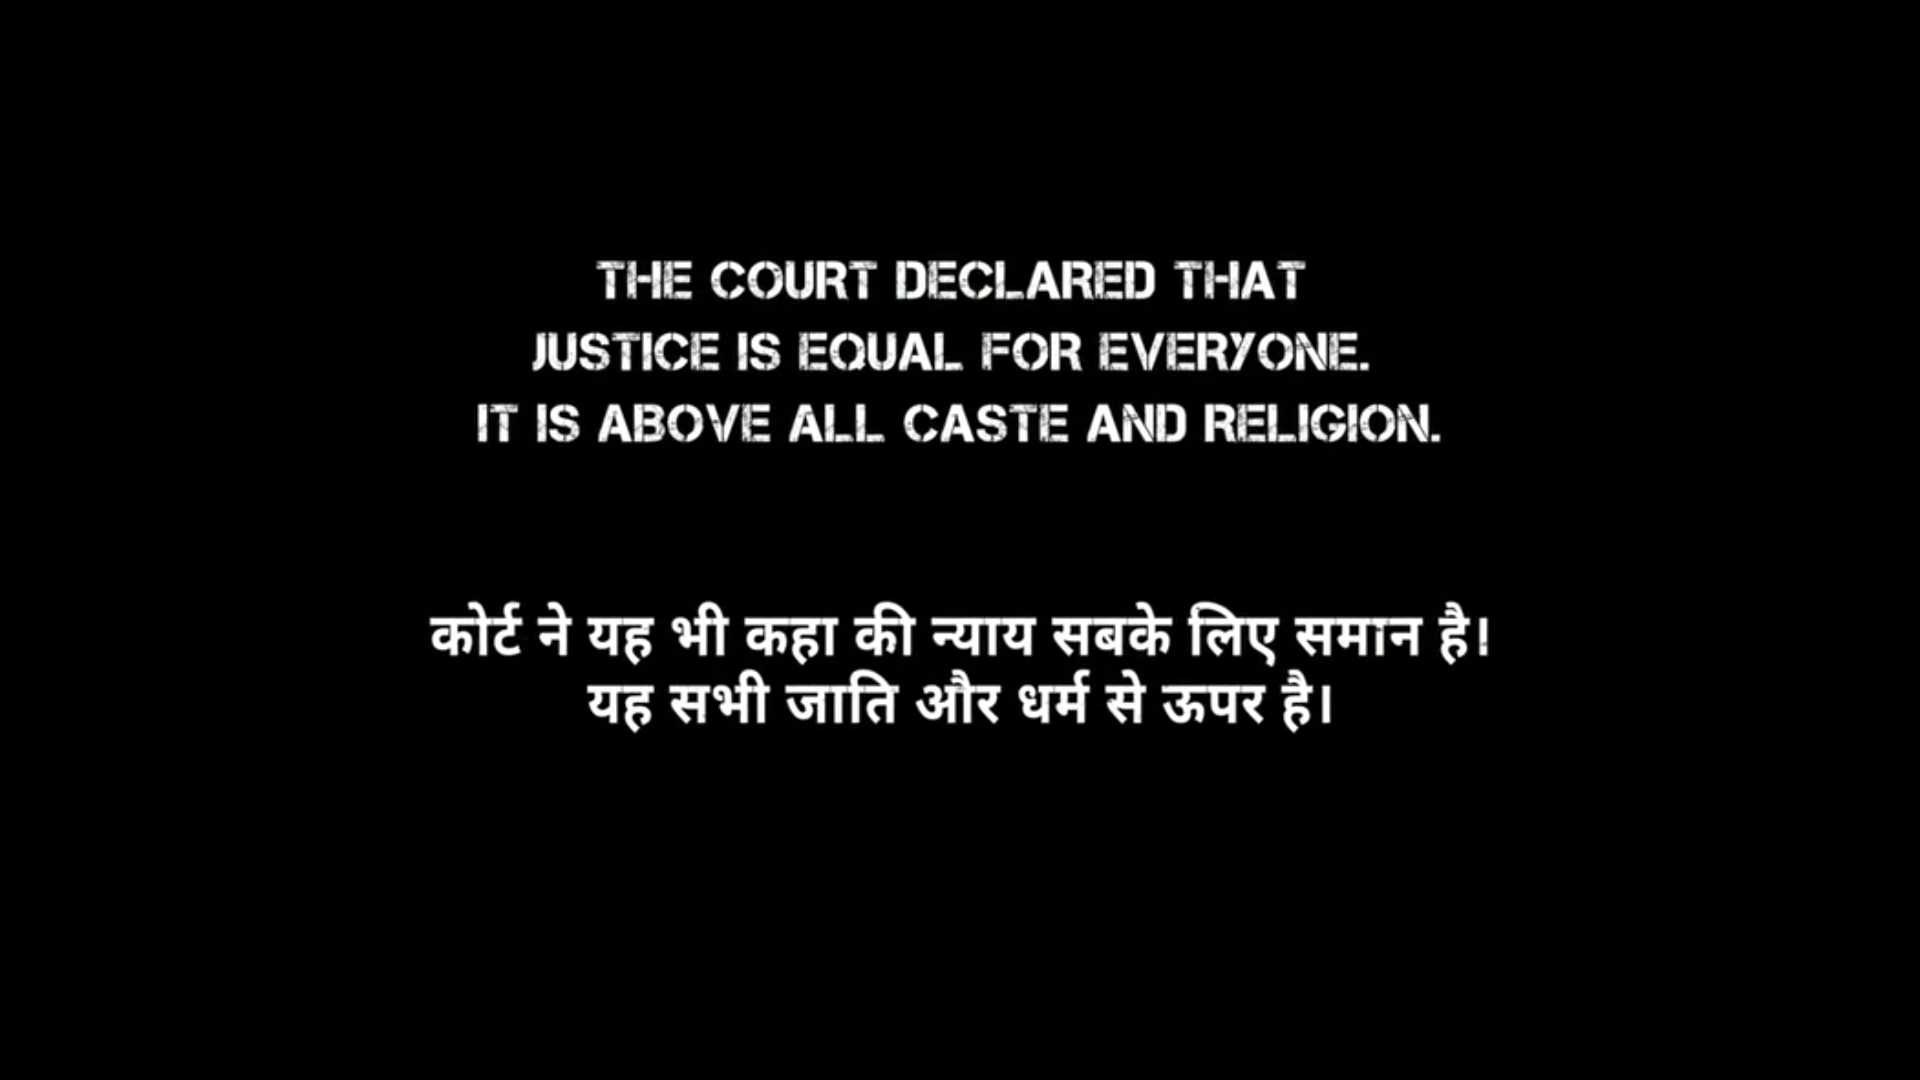 THE COURT DECLARED THAT
JUSTICE IS EQUAL FOR EVERYONE.
IT IS ABOVE ALL CASTE AND RELIGION.
कोर्ट ने यह भी कहा की न्याय सबके लिए समान है।
यह सभी जाति और धर्म से ऊपर है।